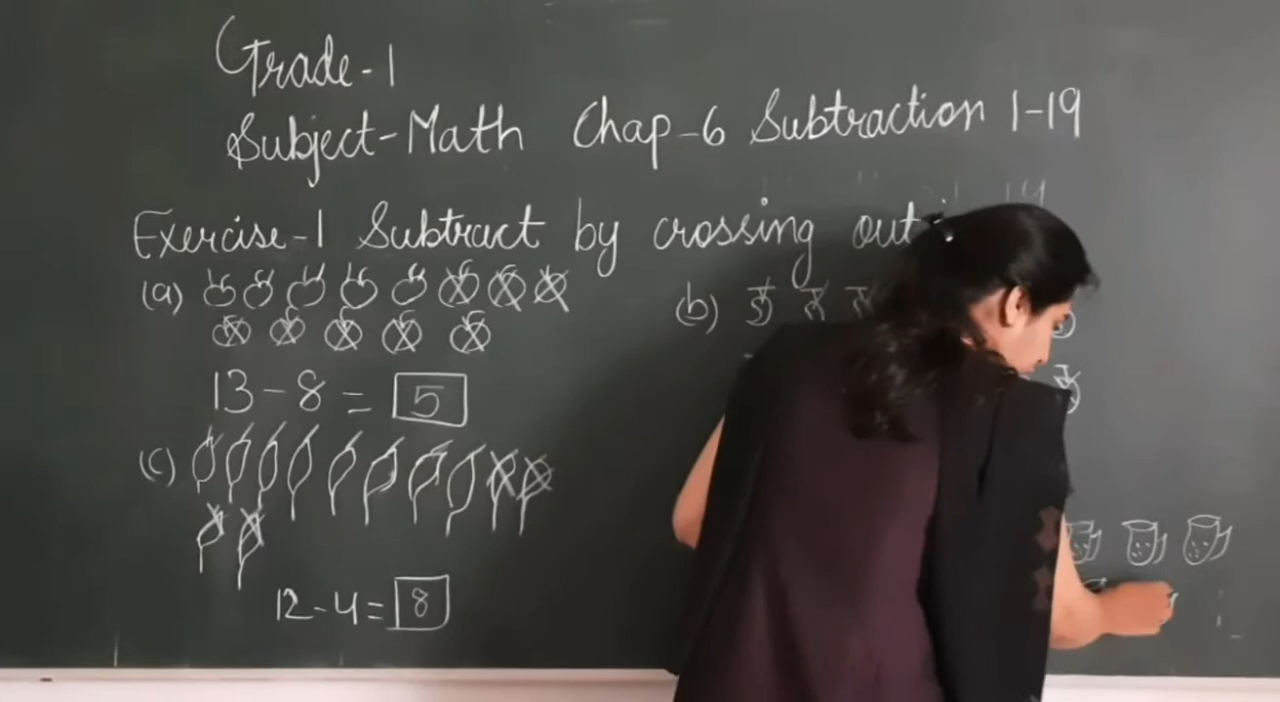 Grade-1
Subject-Math Chap-6 Subtraction 1-19
Exercise-1 Subtract by crossing out
(a)
(b)
13-8=5
(c)
12-4=8